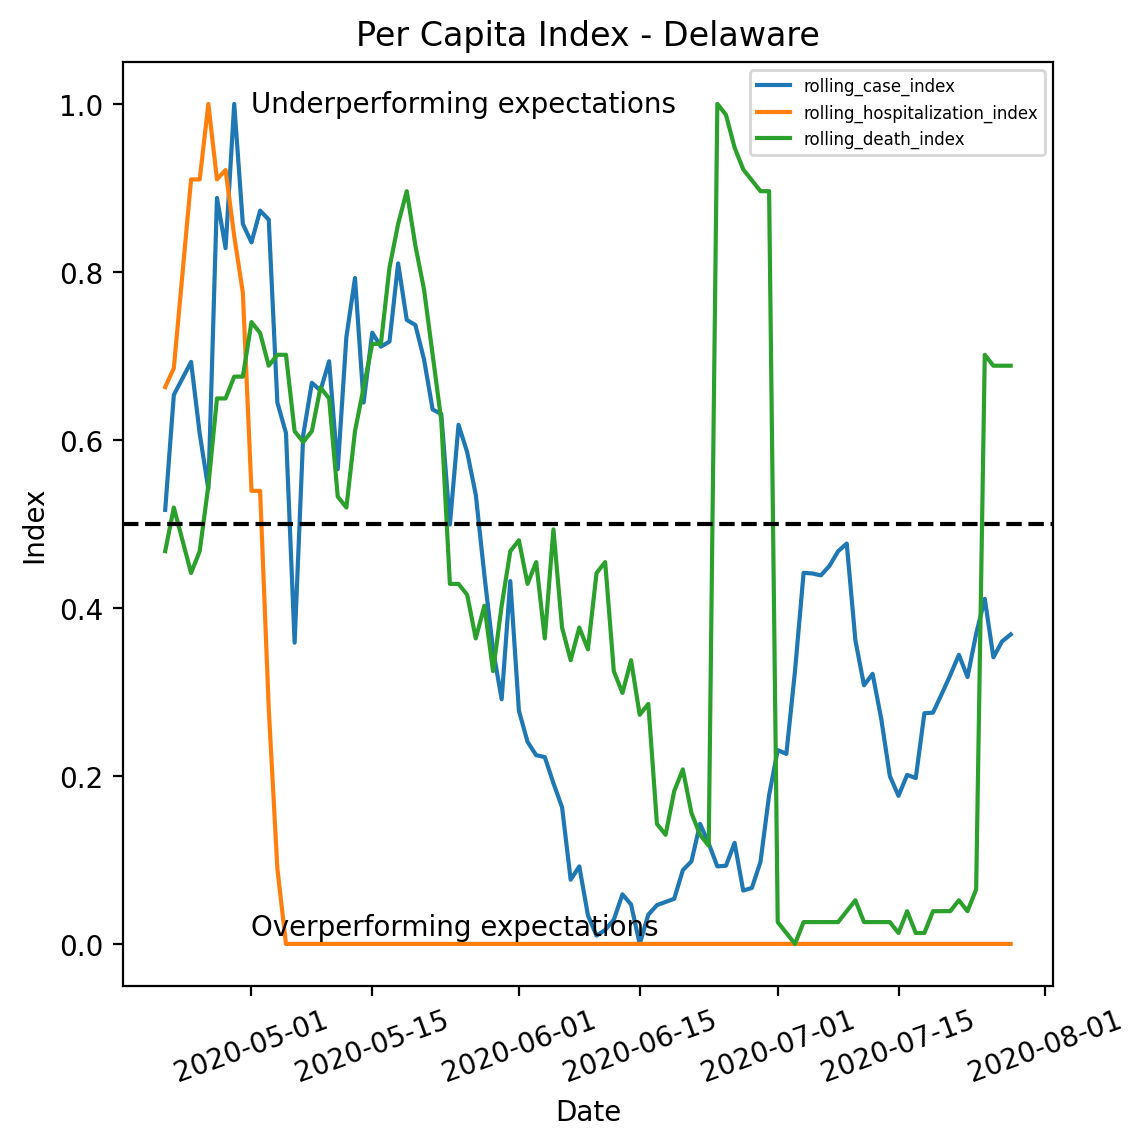 Per Capita Index - Delaware
Underperforming expectations
rolling_case_index
rolling_hospitalization_index
rolling_death_index
1.0
0.8
0.6
0.4
0.2
0.0
Index
Overperforming expectations
2020-05-01
2020-05-15
2020-06-01
2020-06-15
2020-07-01
2020-07-15
2020-08-01
Date